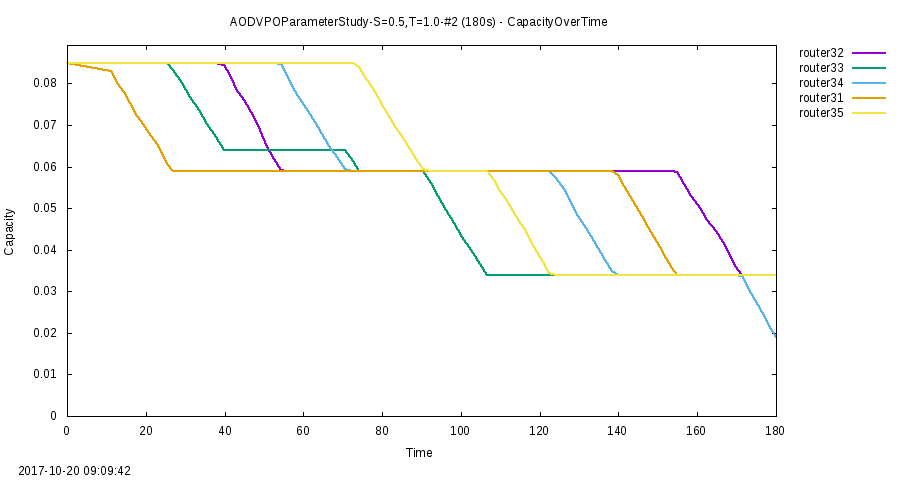 AODVPOParameterStudy-S=0.5,T=1.0-#2 (180s) - CapacityOverTime
router32
router33
router34
router31
router35
0.08
0.07
0.06
0.05
0.04
0.03
0.02
0.01
0
Capacity
0 20 40 60 80 100 120 140 160 180
Time
2017-10-20 09:09:42